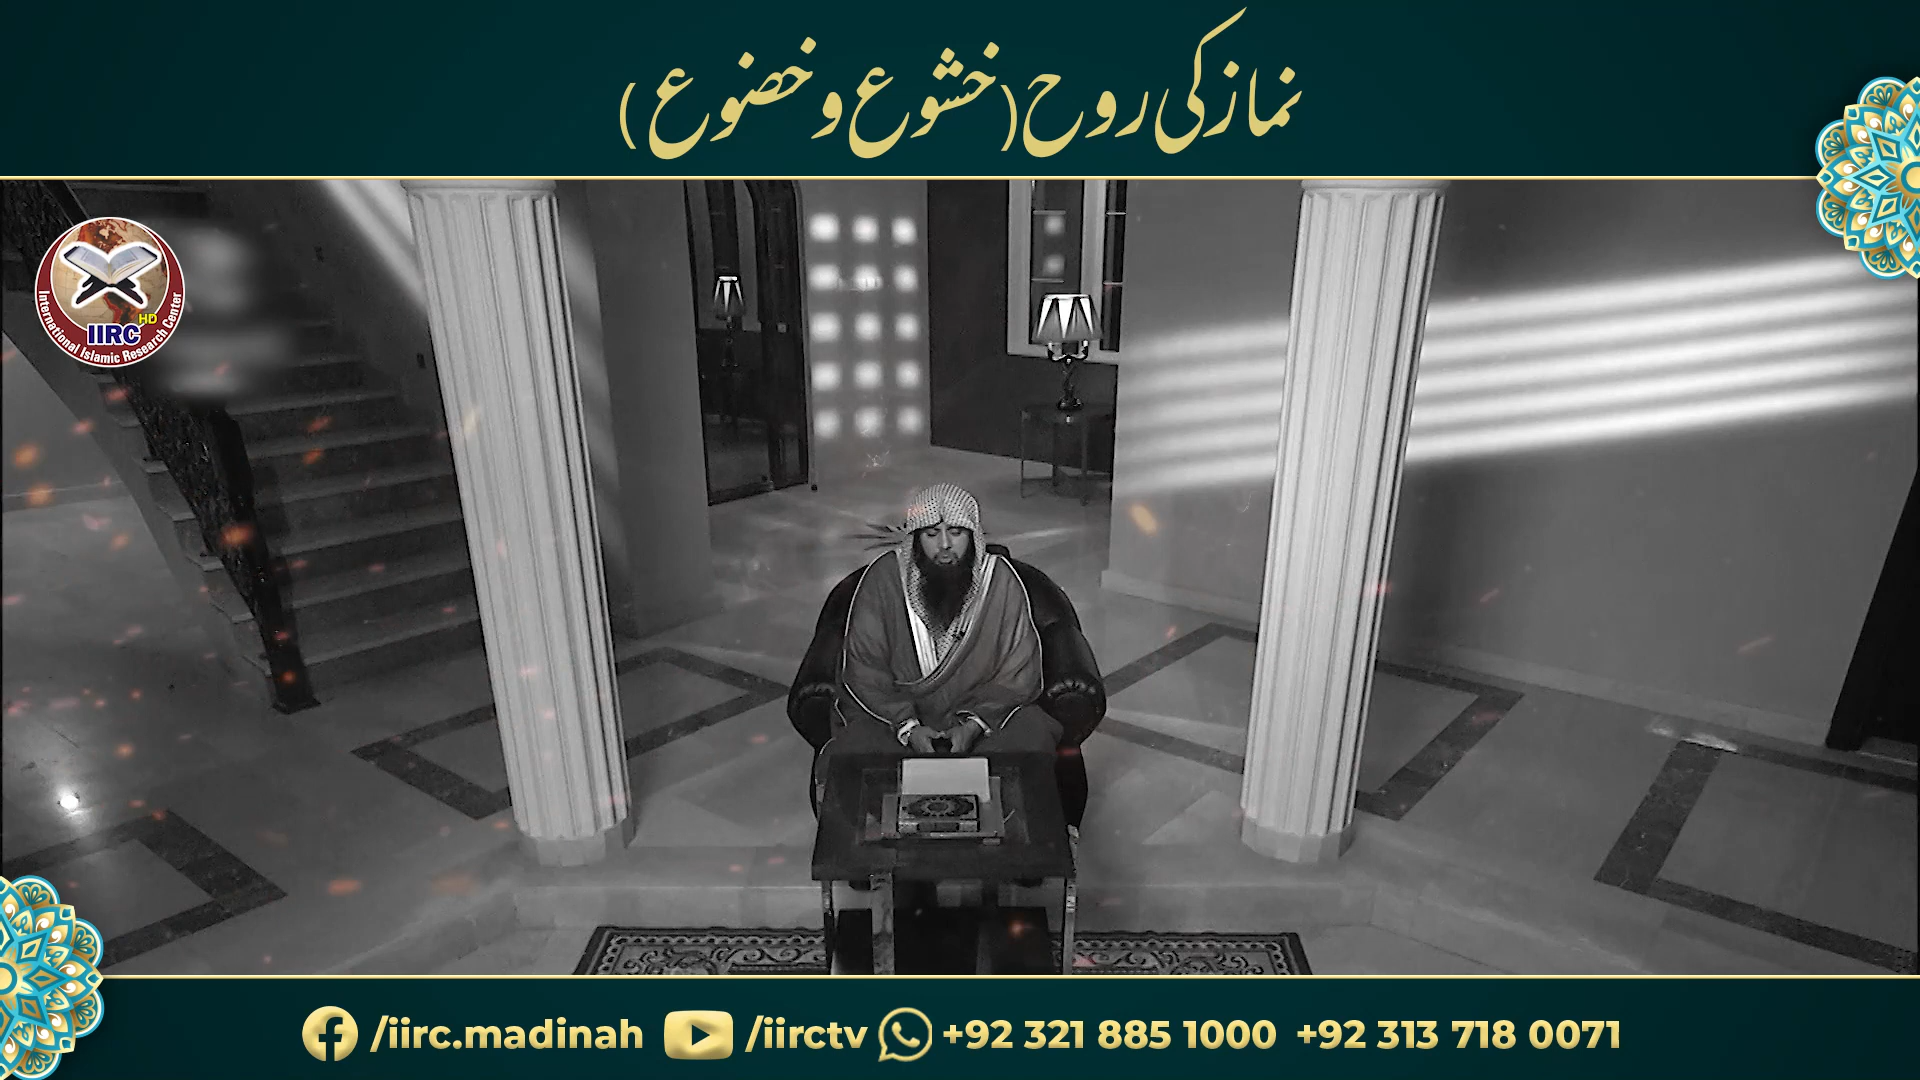 نماز کی روح (خشوع و خضوع)
International Islamic Research Center
IIRC HD
/iirc.madinah /iirctv +92 321 885 1000 +92 313 718 0071